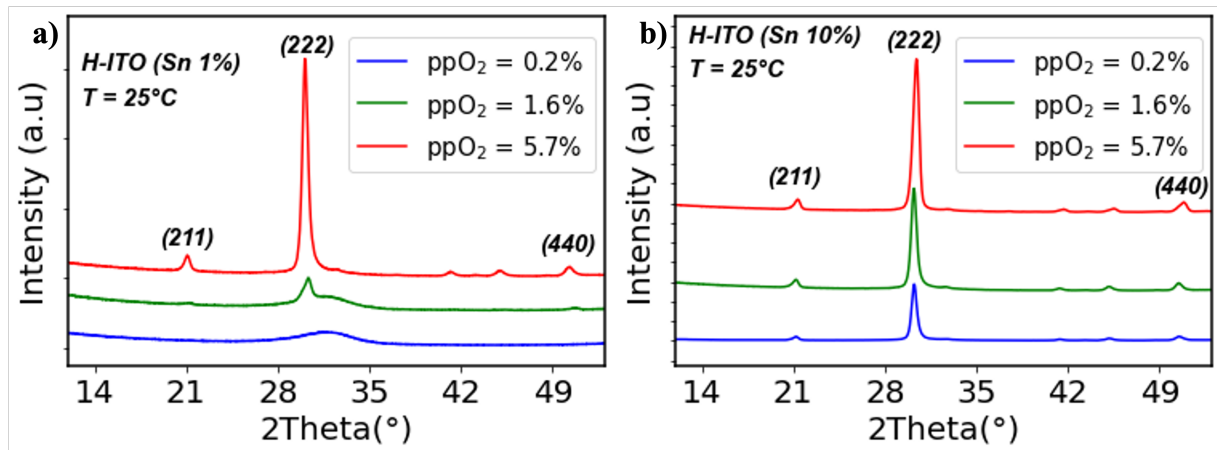 a)
H-ITO (Sn 1%)
T = 25°C
(222)
ppO₂ = 0.2%
ppO₂ = 1.6%
ppO₂ = 5.7%
(211)
(440)
Intensity (a.u)
14 21 28 35 42 49
2Theta(°)
b)
H-ITO (Sn 10%)
T = 25°C
(222)
ppO₂ = 0.2%
ppO₂ = 1.6%
ppO₂ = 5.7%
(211)
(440)
Intensity (a.u)
14 21 28 35 42 49
2Theta(°)